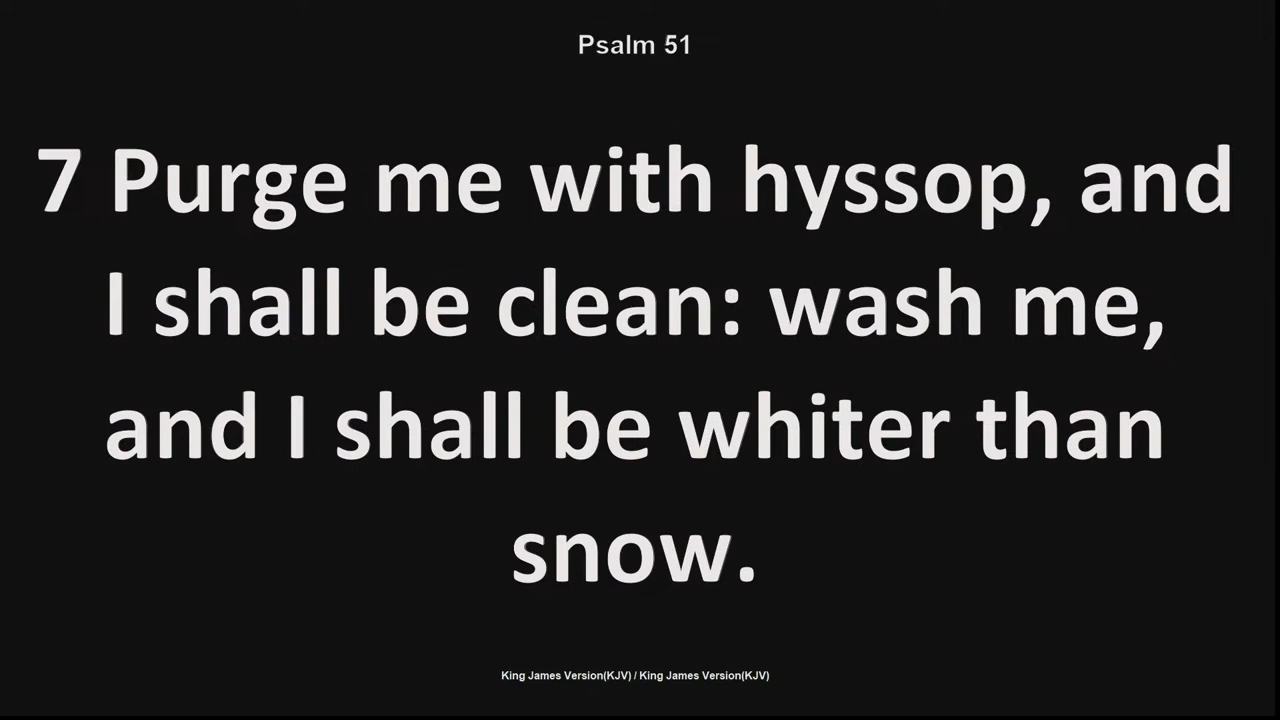 Psalm 51
7 Purge me with hyssop, and
I shall be clean: wash me,
and I shall be whiter than
snow.
King James Version(KJV) / King James Version(KJV)